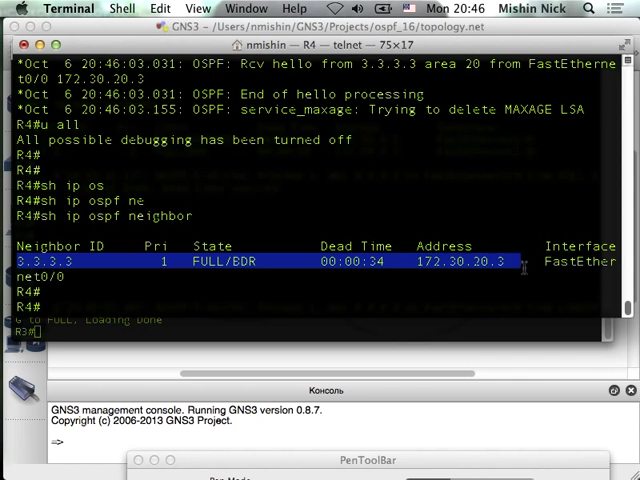 Terminal Shell Edit View Window Help Mon 20:46 Mishin Nick
GNS3 - /Users/nmishin/GNS3/Projects/ospf_16/topology.net
nmishin — R4 — telnet — 75×17
*Oct  6 20:46:03.031: OSPF: Rcv hello from 3.3.3.3 area 20 from FastEtherne
t0/0 172.30.20.3
*Oct  6 20:46:03.031: OSPF: End of hello processing
*Oct  6 20:46:03.155: OSPF: service_maxage: Trying to delete MAXAGE LSA
R4#u all
All possible debugging has been turned off
R4#
R4#
R4#sh ip os
R4#sh ip ospf ne
R4#sh ip ospf neighbor
Neighbor ID     Pri   State           Dead Time   Address         Interface
3.3.3.3           1   FULL/BDR        00:00:34    172.30.20.3     FastEther
net0/0
R4#
R4#
G to FULL, Loading Done
R3#
Консоль
GNS3 management console. Running GNS3 version 0.8.7.
Copyright (c) 2006-2013 GNS3 Project.
=>
PenToolBar
Pen Mode